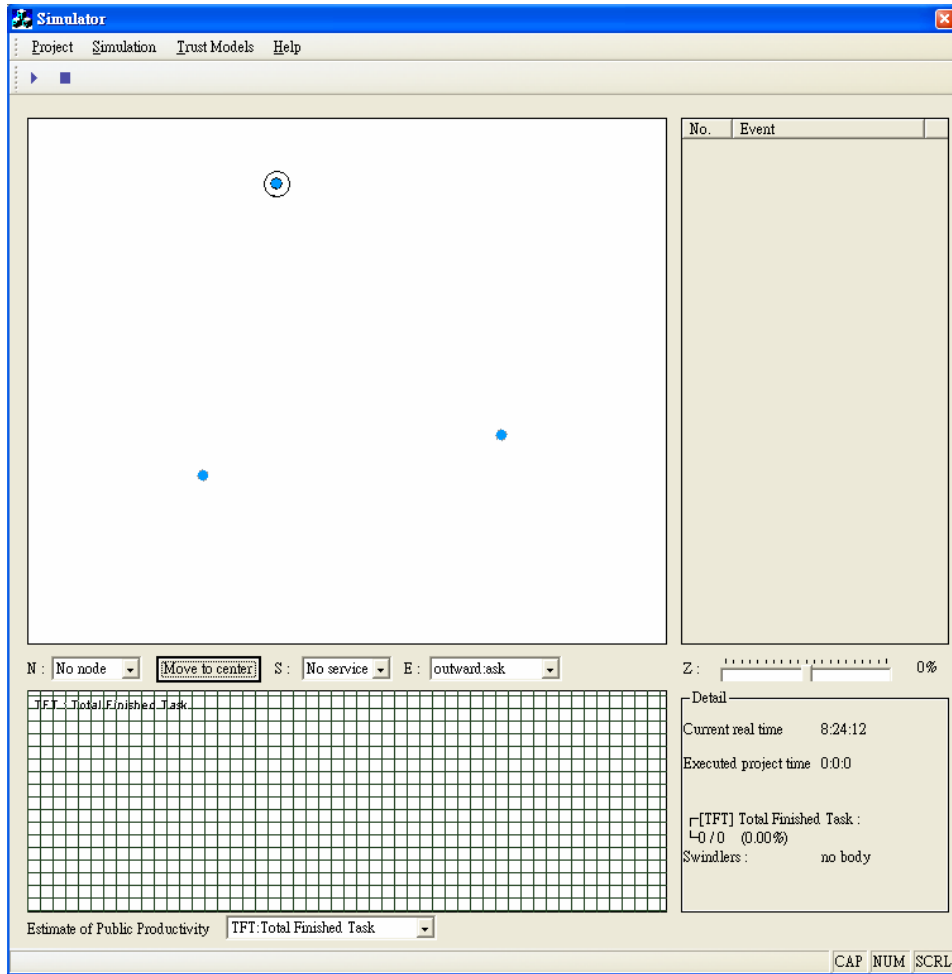 Simulator
Project Simulation Trust Models Help
No. Event
N : No node Move to center S : No service E : outward:ask Z : 0%
TFT : Total Finished Task
Detail
Current real time 8:24:12
Executed project time 0:0:0
[TFT] Total Finished Task :
0 / 0 (0.00%)
Swindlers : no body
Estimate of Public Productivity TFT:Total Finished Task
CAP NUM SCRL